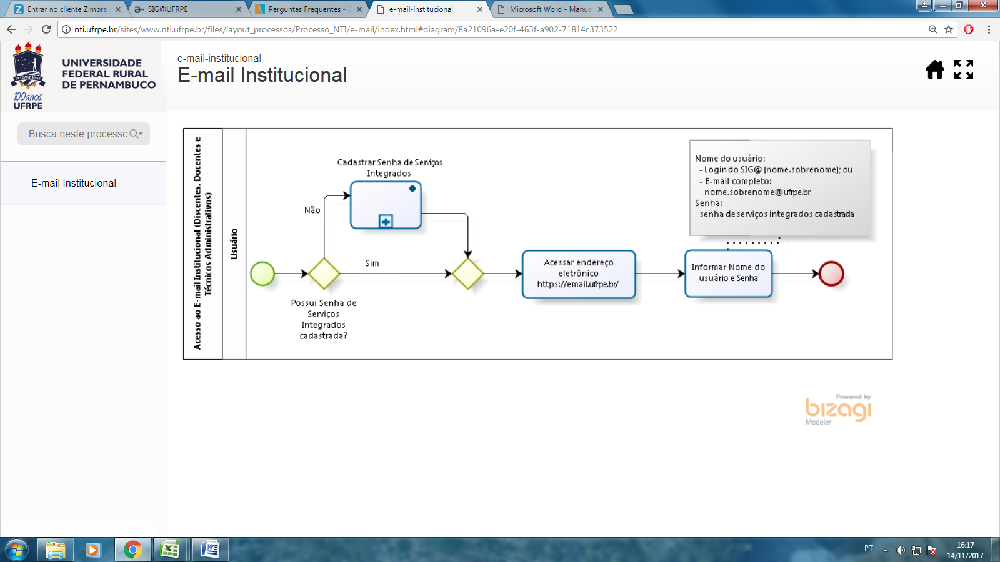 Entrar no cliente Zimbra
SIG@UFRPE
Perguntas Frequentes - E
e-mail-institucional
Microsoft Word - Manua
nti.ufrpe.br/sites/www.nti.ufrpe.br/files/layout_processos/Processo_NTI/e-mail/index.html#diagram/8a21096a-e20f-463f-a902-71814c373522
UNIVERSIDADE
FEDERAL RURAL
DE PERNAMBUCO
100anos
UFRPE
e-mail-institucional
E-mail Institucional
Busca neste processo
E-mail Institucional
Acesso ao E-mail Institucional (Discentes, Docentes e
Técnicos Administrativos)
Usuário
Cadastrar Senha de Serviços
Integrados
Não
Sim
Possui Senha de
Serviços
Integrados
cadastrada?
Acessar endereço
eletrônico
https://email.ufrpe.br/
Nome do usuário:
- Login do SIG@ (nome.sobrenome); ou
- E-mail completo:
nome.sobrenome@ufrpe.br
Senha:
senha de serviços integrados cadastrada
Informar Nome do
usuário e Senha
Powered by
bizagi
Modeler
PT
16:17
14/11/2017